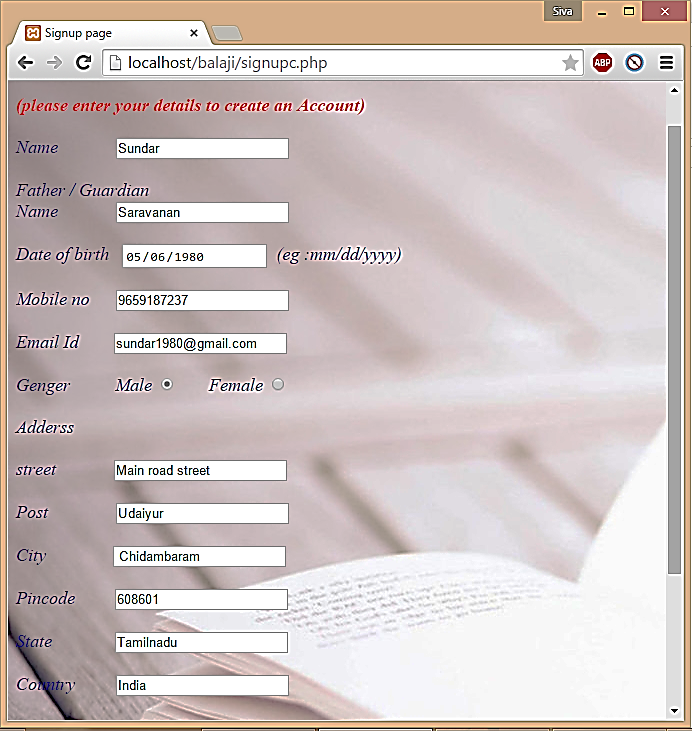 Siva
Signup page
localhost/balaji/signupc.php
ABP
(please enter your details to create an Account)
Name Sundar
Father / Guardian
Name Saravanan
Date of birth 05/06/1980 (eg :mm/dd/yyyy)
Mobile no 9659187237
Email Id sundar1980@gmail.com
Genger Male Female
Adderss
street Main road street
Post Udaiyur
City Chidambaram
Pincode 608601
State Tamilnadu
Country India